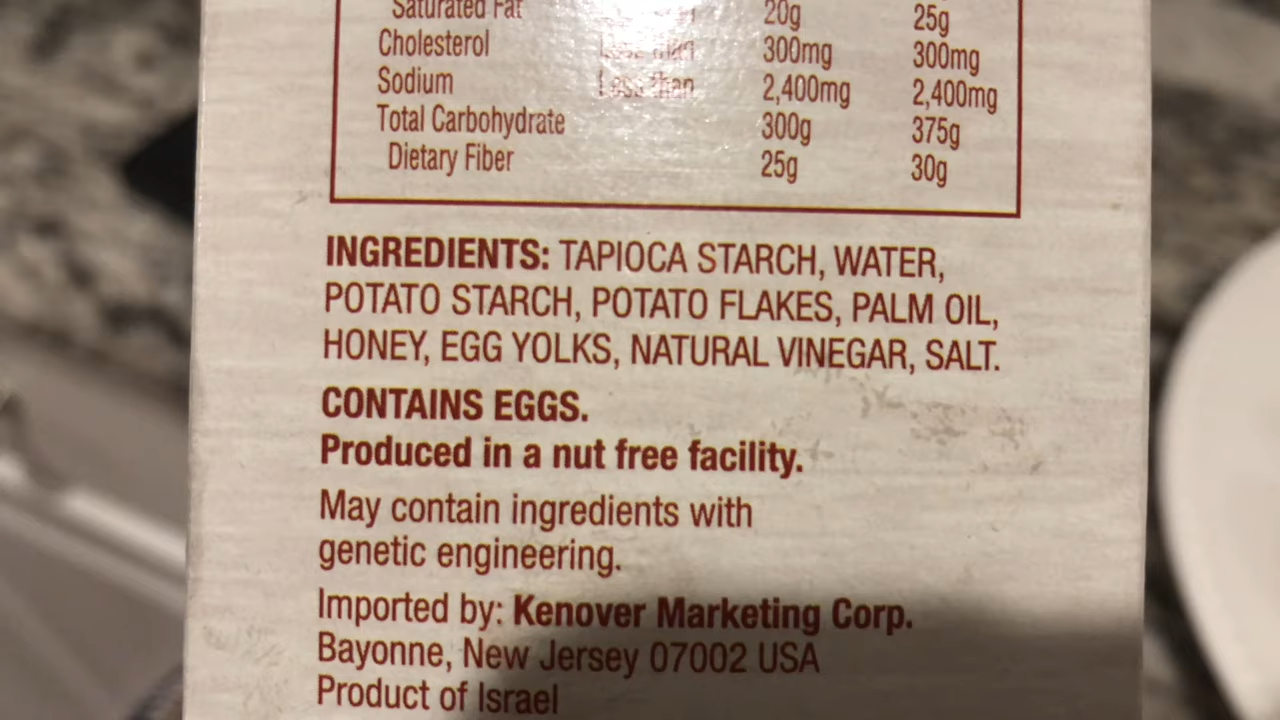 Saturated Fat 20g 25g
Cholesterol Less than 300mg 300mg
Sodium Less than 2,400mg 2,400mg
Total Carbohydrate 300g 375g
Dietary Fiber 25g 30g
INGREDIENTS: TAPIOCA STARCH, WATER,
POTATO STARCH, POTATO FLAKES, PALM OIL,
HONEY, EGG YOLKS, NATURAL VINEGAR, SALT.
CONTAINS EGGS.
Produced in a nut free facility.
May contain ingredients with
genetic engineering.
Imported by: Kenover Marketing Corp.
Bayonne, New Jersey 07002 USA
Product of Israel